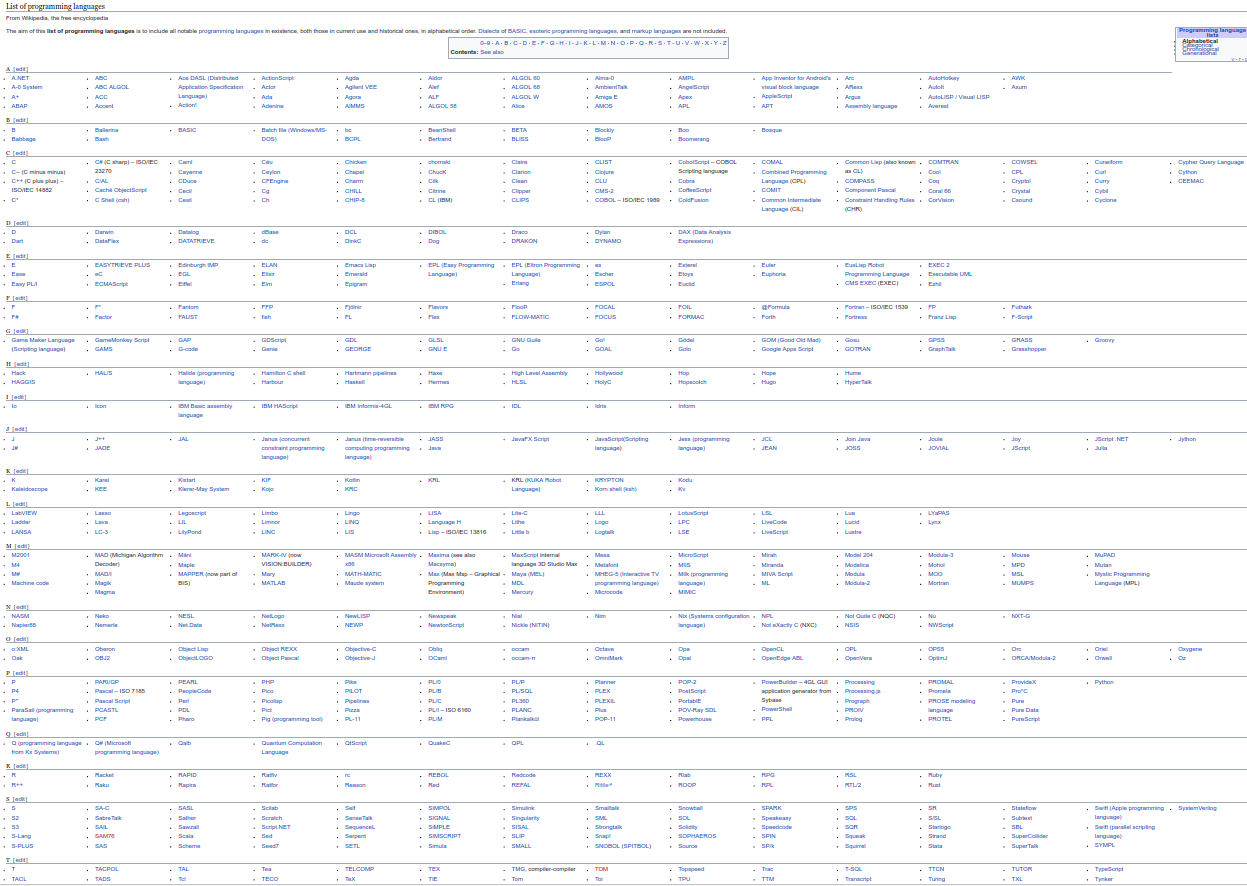 List of programming languages
From Wikipedia, the free encyclopedia
The aim of this list of programming languages is to include all notable programming languages in existence, both those in current use and historical ones, in alphabetical order. Dialects of BASIC, esoteric programming languages, and markup languages are not included.
Programming language lists
Alphabetical
Categorical
Chronological
Generational
v · t · e
0-9 · A · B · C · D · E · F · G · H · I · J · K · L · M · N · O · P · Q · R · S · T · U · V · W · X · Y · Z
Contents: See also
A [edit]
A.NET
A-0 System
A+
ABAP
ABC
ABC ALGOL
ACC
Accent
Ace DASL (Distributed
Application Specification
Language)
Action!
ActionScript
Actor
Ada
Adenine
Agda
Agilent VEE
Agora
AIMMS
Aldor
Alef
ALF
ALGOL 58
ALGOL 60
ALGOL 68
ALGOL W
Alice
Alma-0
AmbientTalk
Amiga E
AMOS
AMPL
AngelScript
Apex
APL
App Inventor for Android's
visual block language
AppleScript
APT
Arc
ARexx
Argus
Assembly language
AutoHotkey
AutoIt
AutoLISP / Visual LISP
Averest
AWK
Axum
B [edit]
B
Babbage
Ballerina
Bash
BASIC
Batch file (Windows/MS-
DOS)
bc
BCPL
BeanShell
Bertrand
BETA
BLISS
Blockly
BlooP
Boo
Boomerang
Bosque
C [edit]
C
C-- (C minus minus)
C++ (C plus plus) –
ISO/IEC 14882
C*
C# (C sharp) – ISO/IEC
23270
C/AL
Caché ObjectScript
C Shell (csh)
Caml
Cayenne
CDuce
Cecil
Cesil
Céu
Ceylon
CFEngine
Cg
Ch
Chicken
Chapel
Charm
CHILL
CHIP-8
chomski
ChucK
Cilk
Citrine
CL (IBM)
Claire
Clarion
Clean
Clipper
CLIPS
CLIST
Clojure
CLU
CMS-2
COBOL – ISO/IEC 1989
CobolScript – COBOL
Scripting language
Cobra
CoffeeScript
ColdFusion
COMAL
Combined Programming
Language (CPL)
COMIT
Common Intermediate
Language (CIL)
Common Lisp (also known
as CL)
COMPASS
Component Pascal
Constraint Handling Rules
(CHR)
COMTRAN
Cool
Coq
Coral 66
CorVision
COWSEL
CPL
Cryptol
Crystal
Csound
Cuneiform
Curl
Curry
Cybil
Cyclone
Cypher Query Language
Cython
CEEMAC
D [edit]
D
Dart
Darwin
DataFlex
Datalog
DATATRIEVE
dBase
dc
DCL
DinkC
DIBOL
Dog
Draco
DRAKON
Dylan
DYNAMO
DAX (Data Analysis
Expressions)
E [edit]
E
Ease
Easy PL/I
EASYTRIEVE PLUS
eC
ECMAScript
Edinburgh IMP
EGL
Eiffel
ELAN
Elixir
Elm
Emacs Lisp
Emerald
Epigram
EPL (Easy Programming
Language)
EPL (Eltron Programming
Language)
Erlang
es
Escher
ESPOL
Esterel
Etoys
Euclid
Euler
Euphoria
EusLisp Robot
Programming Language
CMS EXEC (EXEC)
EXEC 2
Executable UML
Ezhil
F [edit]
F
F#
F*
Factor
Fantom
FAUST
FFP
fish
Fjölnir
FL
Flavors
Flex
FlooP
FLOW-MATIC
FOCAL
FOCUS
FOIL
FORMAC
@Formula
Forth
Fortran – ISO/IEC 1539
Fortress
FP
Franz Lisp
Futhark
F-Script
G [edit]
Game Maker Language
(Scripting language)
GameMonkey Script
GAMS
GAP
G-code
GDScript
Genie
GDL
GEORGE
GLSL
GNU E
GNU Guile
Go
Go!
GOAL
Gödel
Golo
GOM (Good Old Mad)
Google Apps Script
Gosu
GOTRAN
GPSS
GraphTalk
GRASS
Grasshopper
Groovy
H [edit]
Hack
HAGGIS
HAL/S
Halide (programming
language)
Hamilton C shell
Harbour
Hartmann pipelines
Haskell
Haxe
Hermes
High Level Assembly
HLSL
Hollywood
HolyC
Hop
Hopscotch
Hope
Hugo
Hume
HyperTalk
I [edit]
Io
Icon
IBM Basic assembly
language
IBM HAScript
IBM Informix-4GL
IBM RPG
IDL
Idris
Inform
J [edit]
J
J#
J++
JADE
JAL
Janus (concurrent
constraint programming
language)
Janus (time-reversible
computing programming
language)
JASS
Java
JavaFX Script
JavaScript(Scripting
language)
Jess (programming
language)
JCL
JEAN
Join Java
JOSS
Joule
JOVIAL
Joy
JScript
JScript .NET
Julia
Jython
K [edit]
K
Kaleidoscope
Karel
KEE
Kixtart
Klerer-May System
KIF
Kojo
Kotlin
KRC
KRL
KRL (KUKA Robot
Language)
KRYPTON
Korn shell (ksh)
Kodu
Kv
L [edit]
LabVIEW
Ladder
LANSA
Lasso
Lava
LC-3
Legoscript
LIL
LilyPond
Limbo
Limnor
LINC
Lingo
LINQ
LIS
LISA
Language H
Lisp – ISO/IEC 13816
Lite-C
Lithe
Little b
LLL
Logo
Logtalk
LotusScript
LPC
LSE
LSL
LiveCode
LiveScript
Lua
Lucid
Lustre
LYaPAS
Lynx
M [edit]
M2001
M4
M#
Machine code
MAD (Michigan Algorithm
Decoder)
MAD/I
Magik
Magma
Máni
Maple
MAPPER (now part of
BIS)
MARK-IV (now
VISION:BUILDER)
Mary
MATLAB
MASM Microsoft Assembly
x86
MATH-MATIC
Maude system
Maxima (see also
Macsyma)
Max (Max Msp – Graphical
Programming
Environment)
MaxScript internal
language 3D Studio Max
Maya (MEL)
MDL
Mercury
Mesa
Metafont
MHEG-5 (Interactive TV
programming language)
Microcode
MicroScript
MIIS
Milk (programming
language)
MIMIC
Mirah
Miranda
MIVA Script
ML
Model 204
Modelica
Modula
Modula-2
Modula-3
Mohol
MOO
Mortran
Mouse
MPD
MSL
MUMPS
MuPAD
Mutan
Mystic Programming
Language (MPL)
N [edit]
NASM
Napier88
Neko
Nemerle
NESL
Net.Data
NetLogo
NetRexx
NewLISP
NEWP
Newspeak
NewtonScript
Nial
Nickle (NITIN)
Nim
Nix (Systems configuration
language)
NPL
Not eXactly C (NXC)
Not Quite C (NQC)
NSIS
Nu
NWScript
NXT-G
O [edit]
o:XML
Oak
Oberon
OBJ2
Object Lisp
ObjectLOGO
Object REXX
Object Pascal
Objective-C
Objective-J
Obliq
OCaml
occam
occam-π
Octave
OmniMark
Opa
Opal
OpenCL
OpenEdge ABL
OPL
OpenVera
OPS5
OptimJ
Orc
ORCA/Modula-2
Oriel
Orwell
Oxygene
Oz
P [edit]
P
P4
P′′
ParaSail (programming
language)
PARI/GP
Pascal – ISO 7185
Pascal Script
PCASTL
PCF
PEARL
PeopleCode
Perl
PDL
Pharo
PHP
Pico
Picolisp
Pict
Pig (programming tool)
Pike
PILOT
Pipelines
Pizza
PL-11
PL/0
PL/B
PL/C
PL/I – ISO 6160
PL/M
PL/P
PL/SQL
PL360
PLANC
Plankalkül
Planner
PLEX
PLEXIL
Plus
POP-11
POP-2
PostScript
PortablE
POV-Ray SDL
Powerhouse
PowerBuilder – 4GL GUI
application generator from
Sybase
PowerShell
PPL
Processing
Processing.js
Prograph
PROIV
Prolog
PROMAL
Promela
PROSE modeling
language
PROTEL
ProvideX
Pro*C
Pure
Pure Data
PureScript
Python
Q [edit]
Q (programming language
from Kx Systems)
Q# (Microsoft
programming language)
Qalb
Quantum Computation
Language
QtScript
QuakeC
QPL
.QL
R [edit]
R
R++
Racket
Raku
RAPID
Rapira
Ratfiv
Ratfor
rc
Reason
REBOL
Red
Redcode
REFAL
REXX
Rittle
Rlab
ROOP
RPG
RPL
RSL
RTL/2
Ruby
Rust
S [edit]
S
S2
S3
S-Lang
S-PLUS
SA-C
SabreTalk
SAIL
SAM76
SAS
SASL
Sather
Sawzall
Scala
Scheme
Scilab
Scratch
Script.NET
Sed
Seed7
Self
SenseTalk
SequenceL
Serpent
SETL
SIMPOL
SIGNAL
SiMPLE
SIMSCRIPT
Simula
Simulink
Singularity
SISAL
SLIP
SMALL
Smalltalk
SML
Strongtalk
Snap!
SNOBOL (SPITBOL)
Snowball
SOL
Solidity
SOPHAEROS
Source
SPARK
Speakeasy
Speedcode
SPIN
SP/k
SPS
SQL
SQR
Squeak
Squirrel
SR
S/SL
Starlogo
Strand
Stata
Stateflow
Subtext
SBL
SuperCollider
SuperTalk
Swift (Apple programming
language)
Swift (parallel scripting
language)
SYMPL
SystemVerilog
T [edit]
T
TACL
TACPOL
TADS
TAL
Tcl
Tea
TECO
TELCOMP
TeX
TEX
TIE
TMG, compiler-compiler
Tom
TOM
Toi
Topspeed
TPU
Trac
TTM
T-SQL
Transcript
TTCN
Turing
TUTOR
TXL
TypeScript
Tynker